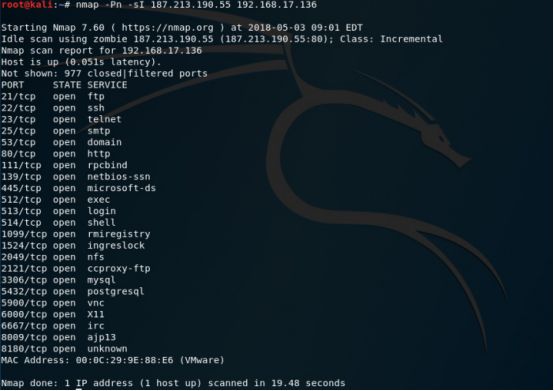 root@kali:~# nmap -Pn -sI 187.213.190.55 192.168.17.136
Starting Nmap 7.60 ( https://nmap.org ) at 2018-05-03 09:01 EDT
Idle scan using zombie 187.213.190.55 (187.213.190.55:80); Class: Incremental
Nmap scan report for 192.168.17.136
Host is up (0.051s latency).
Not shown: 977 closed|filtered ports
PORT STATE SERVICE
21/tcp open ftp
22/tcp open ssh
23/tcp open telnet
25/tcp open smtp
53/tcp open domain
80/tcp open http
111/tcp open rpcbind
139/tcp open netbios-ssn
445/tcp open microsoft-ds
512/tcp open exec
513/tcp open login
514/tcp open shell
1099/tcp open rmiregistry
1524/tcp open ingreslock
2049/tcp open nfs
2121/tcp open ccproxy-ftp
3306/tcp open mysql
5432/tcp open postgresql
5900/tcp open vnc
6000/tcp open X11
6667/tcp open irc
8009/tcp open ajp13
8180/tcp open unknown
MAC Address: 00:0C:29:9E:88:E6 (VMware)
Nmap done: 1 IP address (1 host up) scanned in 19.48 seconds